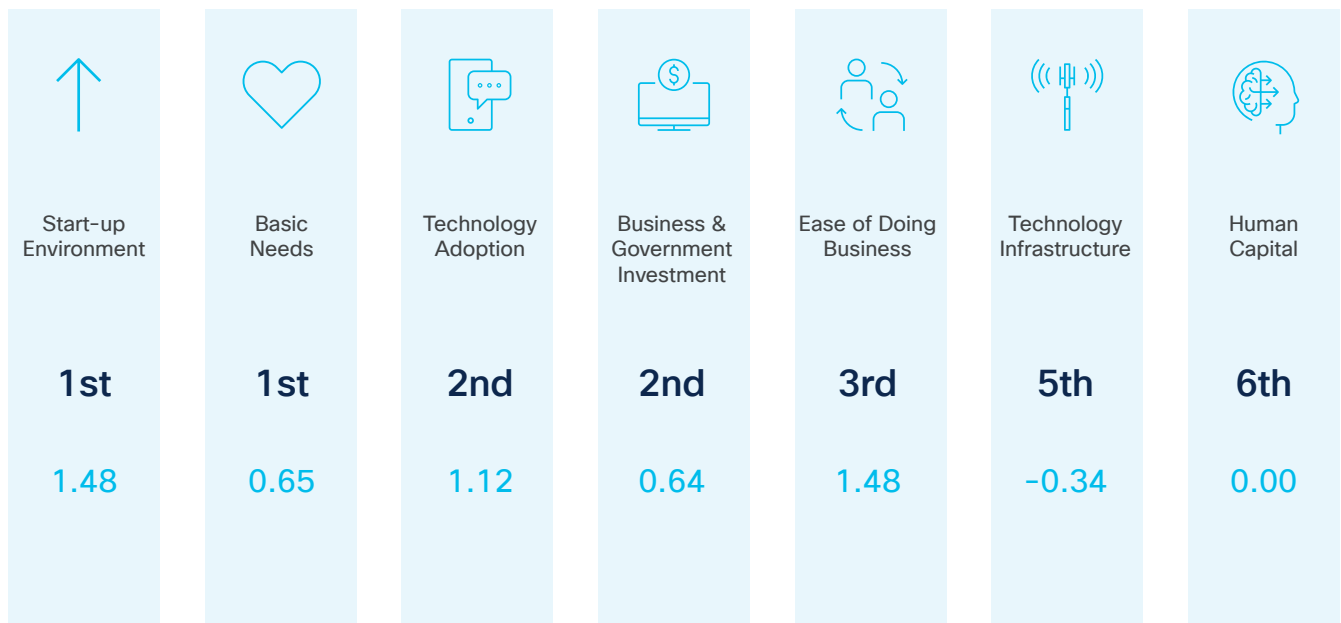 $
Start-up
Environment
1st
1.48
Basic
Needs
1st
0.65
Technology
Adoption
2nd
1.12
Business &
Government
Investment
2nd
0.64
Ease of Doing
Business
3rd
1.48
Technology
Infrastructure
5th
-0.34
Human
Capital
6th
0.00